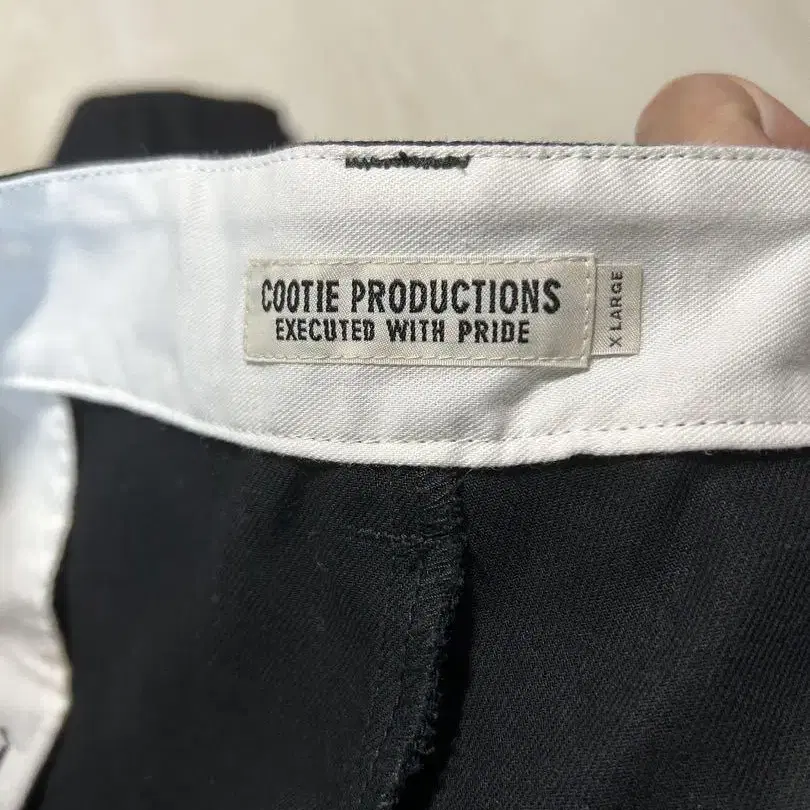 COOTIE PRODUCTIONS
EXECUTED WITH PRIDE
X LARGE